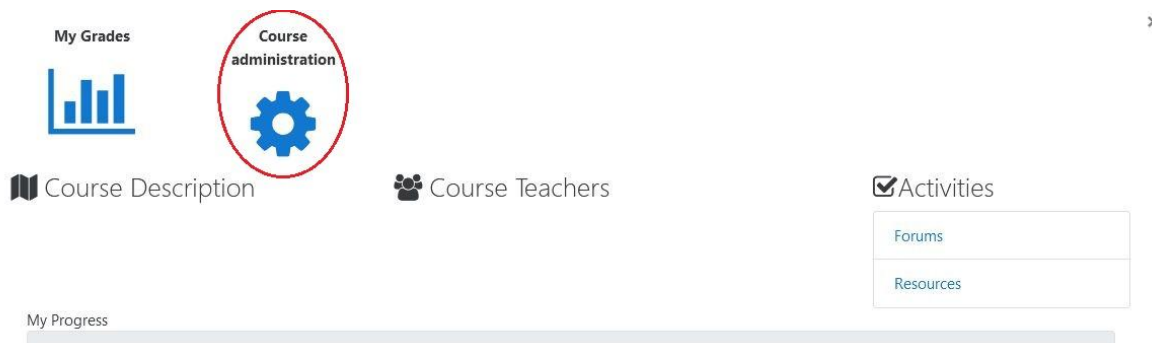 My Grades
Course
administration
Course Description
Course Teachers
Activities
Forums
Resources
My Progress